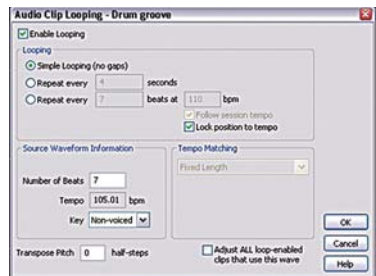 Audio Clip Looping - Drum groove
Enable Looping
Looping
Simple Looping (no gaps)
Repeat every 4 seconds
Repeat every 7 beats at 110 bpm
Follow session tempo
Lock position to tempo
Source Waveform Information
Tempo Matching
Fixed Length
Number of Beats 7
Tempo 105.01 bpm
Key Non-voiced
OK
Transpose Pitch 0 half-steps
Adjust ALL loop-enabled
clips that use this wave
Cancel
Help